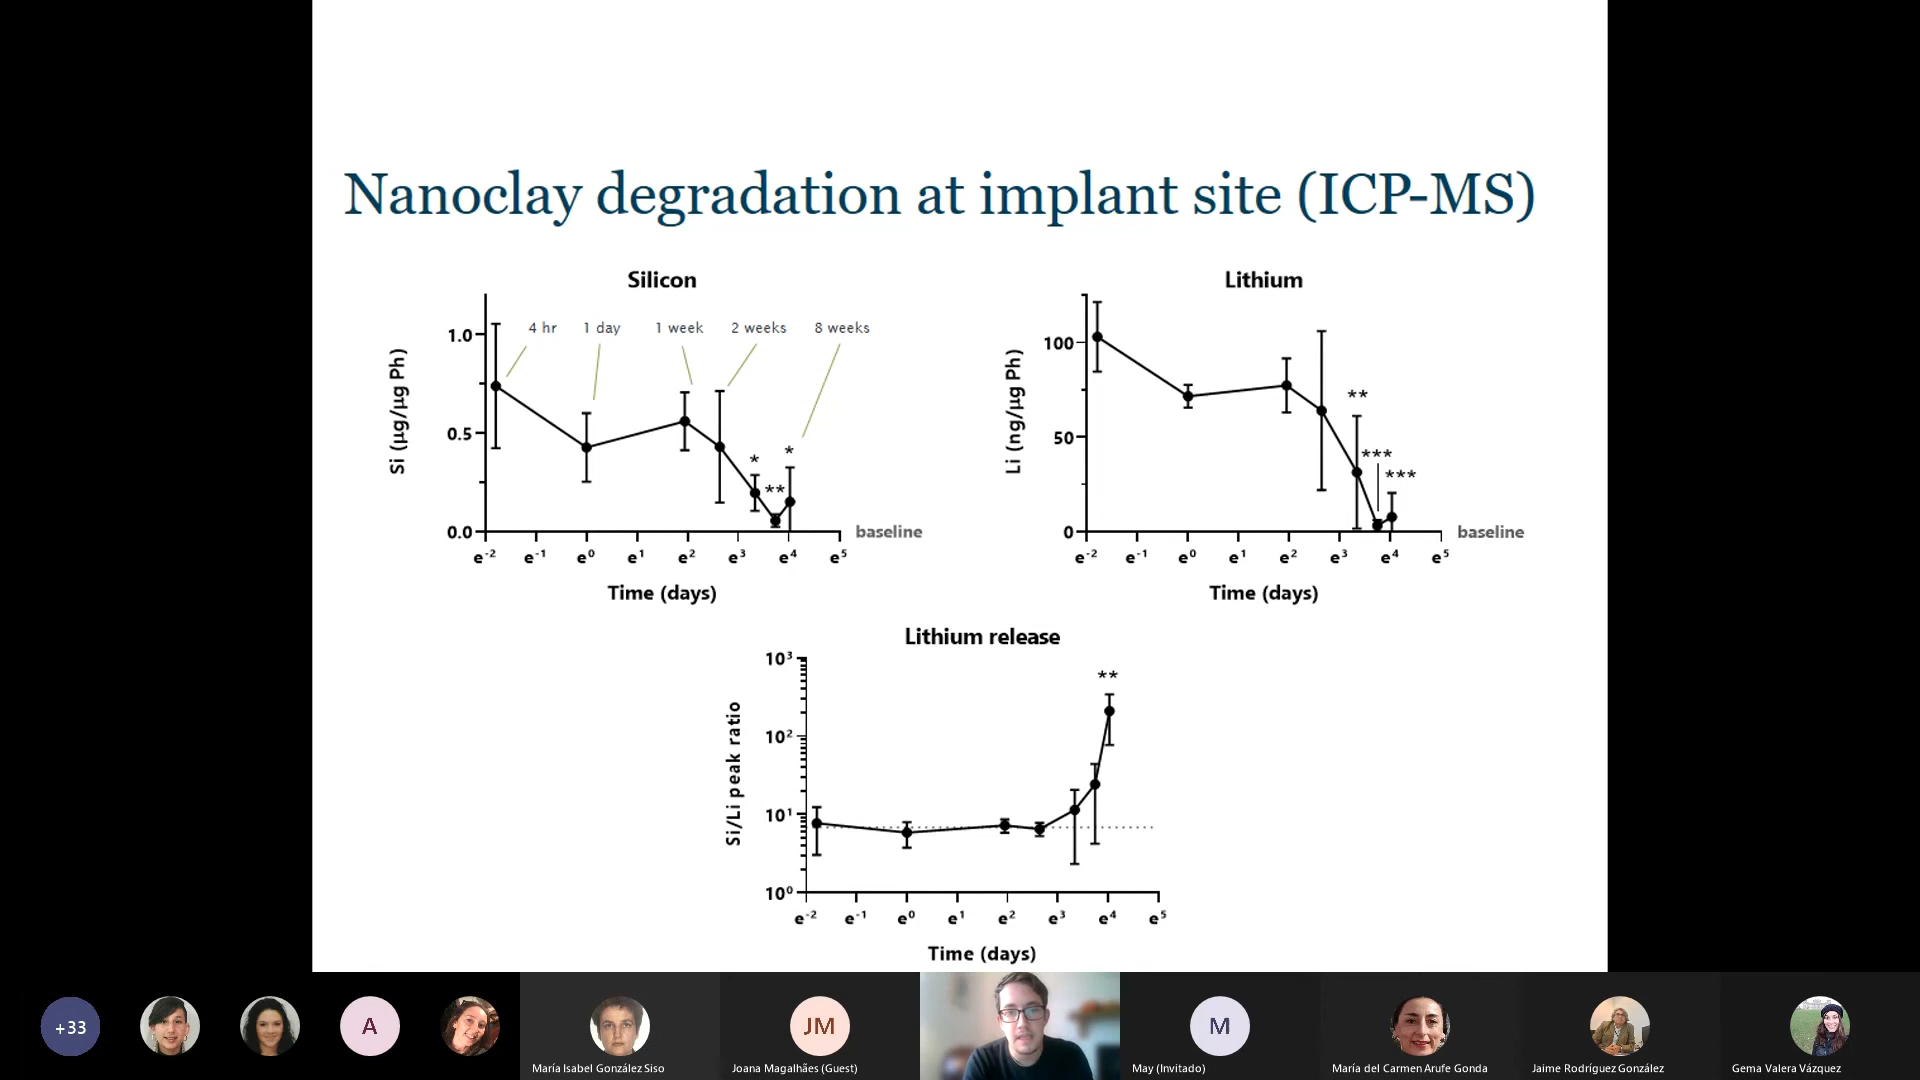 Nanoclay degradation at implant site (ICP-MS)
Silicon
4 hr 1 day 1 week 2 weeks 8 weeks
Si (µg/µg Ph)
1.0
0.5
0.0
* ** *
baseline
e⁻² e⁻¹ e⁰ e¹ e² e³ e⁴ e⁵
Time (days)
Lithium
Li (ng/µg Ph)
100
50
0
**
***
***
baseline
e⁻² e⁻¹ e⁰ e¹ e² e³ e⁴ e⁵
Time (days)
Lithium release
Si/Li peak ratio
10³
10²
10¹
10⁰
**
e⁻² e⁻¹ e⁰ e¹ e² e³ e⁴ e⁵
Time (days)
+33
A
JM
M
María Isabel González Siso
Joana Magalhães (Guest)
May (Invitado)
María del Carmen Arufe Gonda
Jaime Rodríguez González
Gema Valera Vázquez